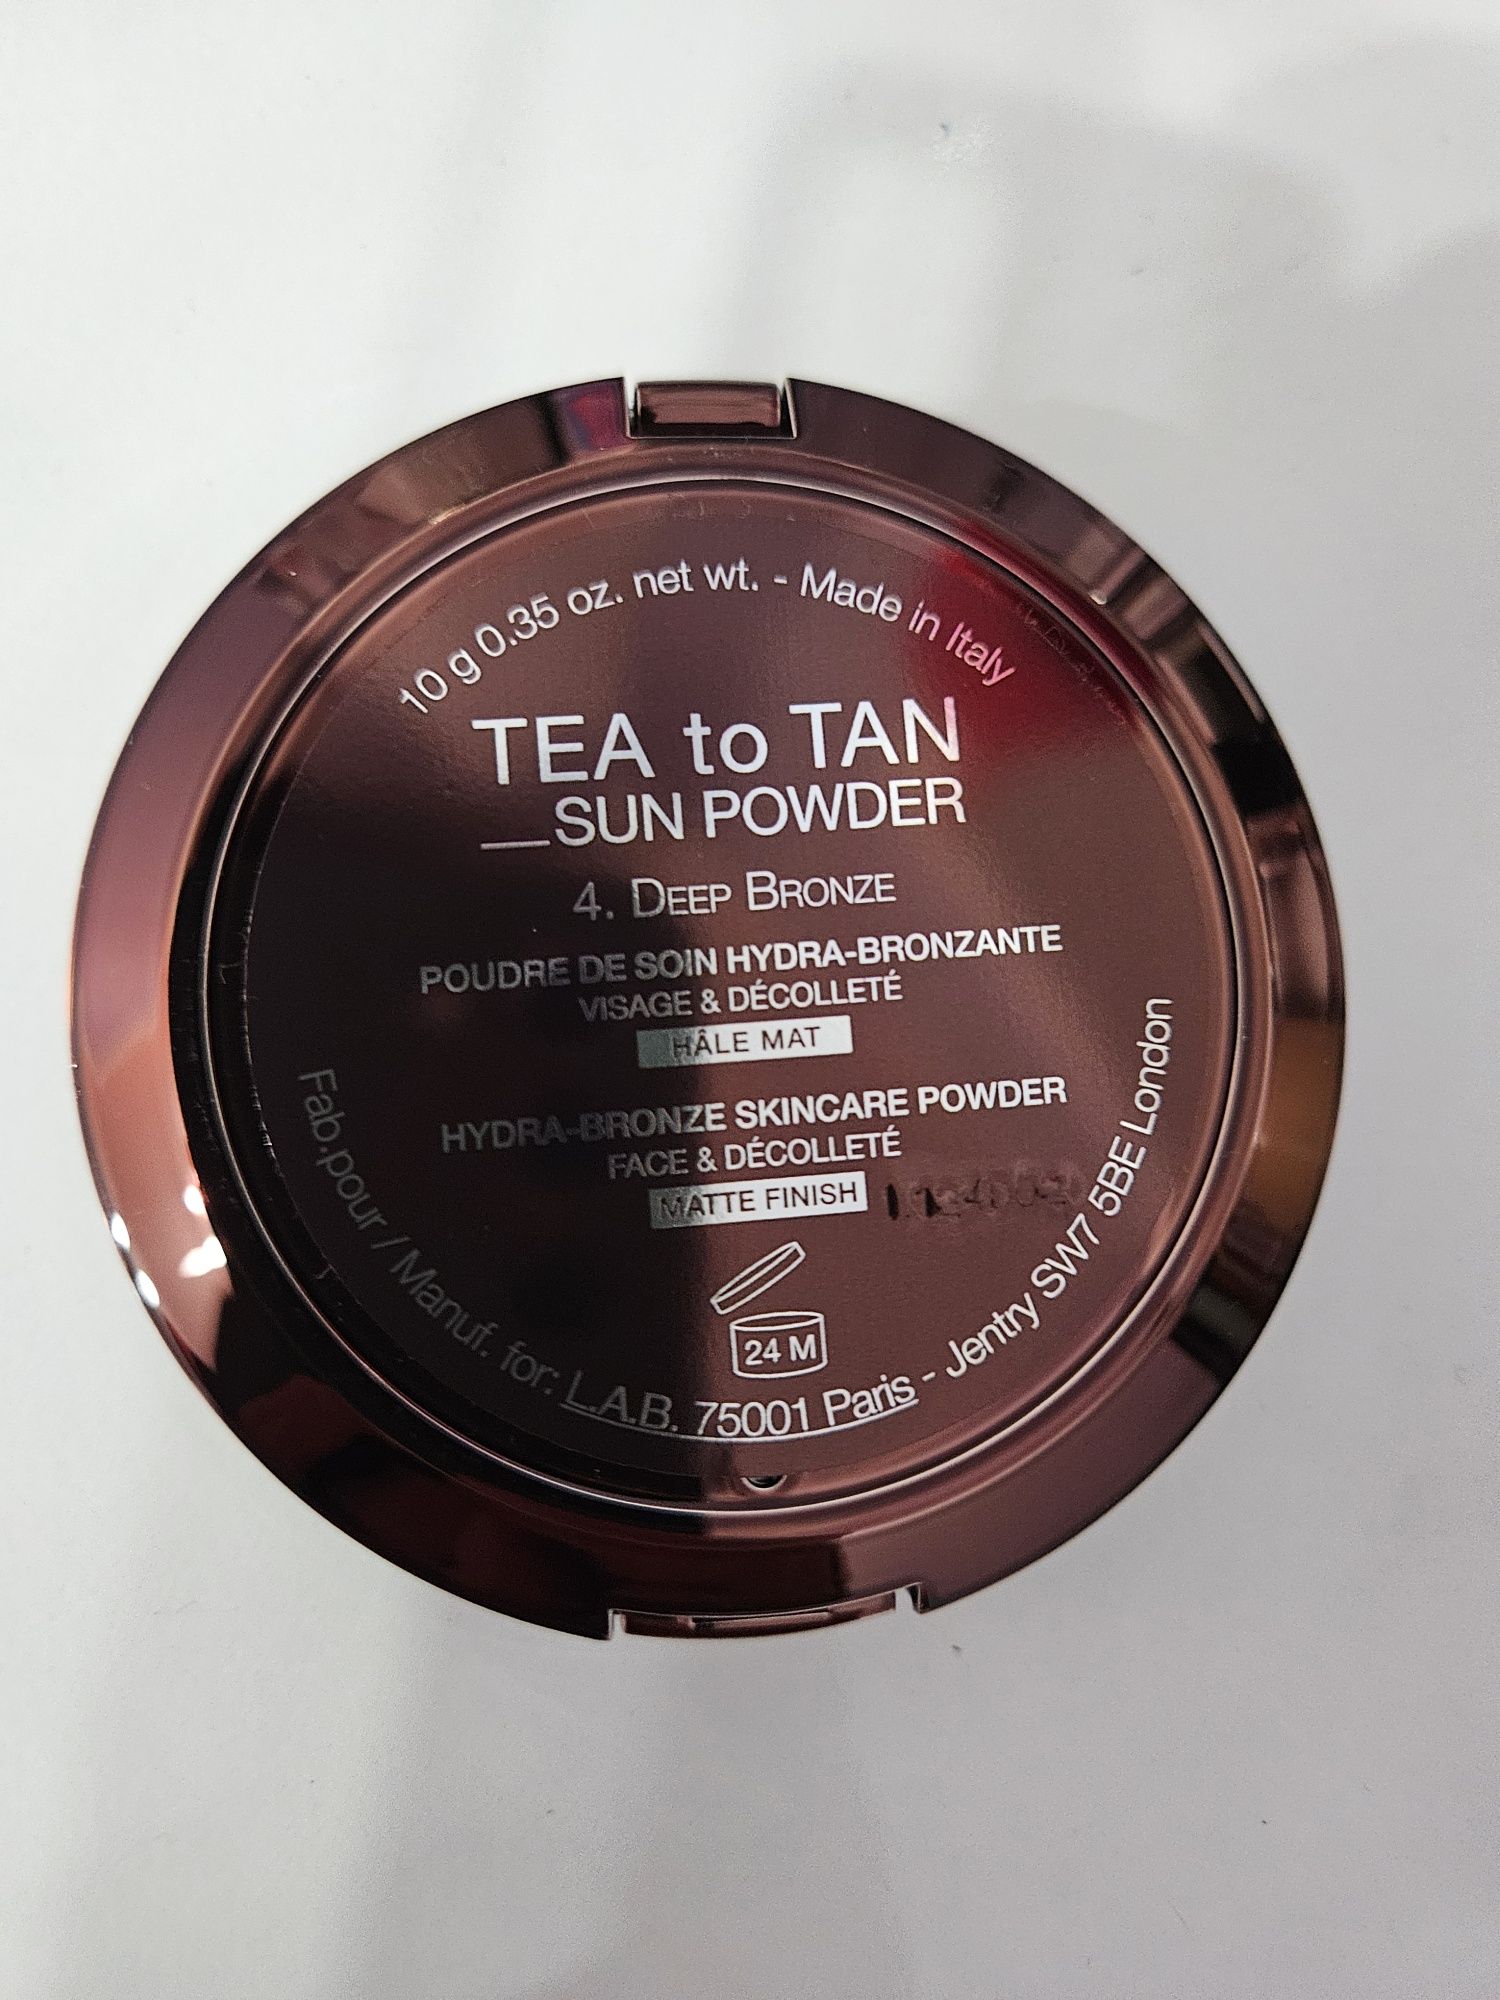 10 g 0.35 oz. net wt. - Made in Italy
TEA to TAN
__SUN POWDER
4. DEEP BRONZE
POUDRE DE SOIN HYDRA-BRONZANTE
VISAGE & DÉCOLLETÉ
HÂLE MAT
HYDRA-BRONZE SKINCARE POWDER
FACE & DÉCOLLETÉ
MATTE FINISH
24 M
Fab.pour / Manuf. for: L.A.B. 75001 Paris - Jentry SW7 5BE London